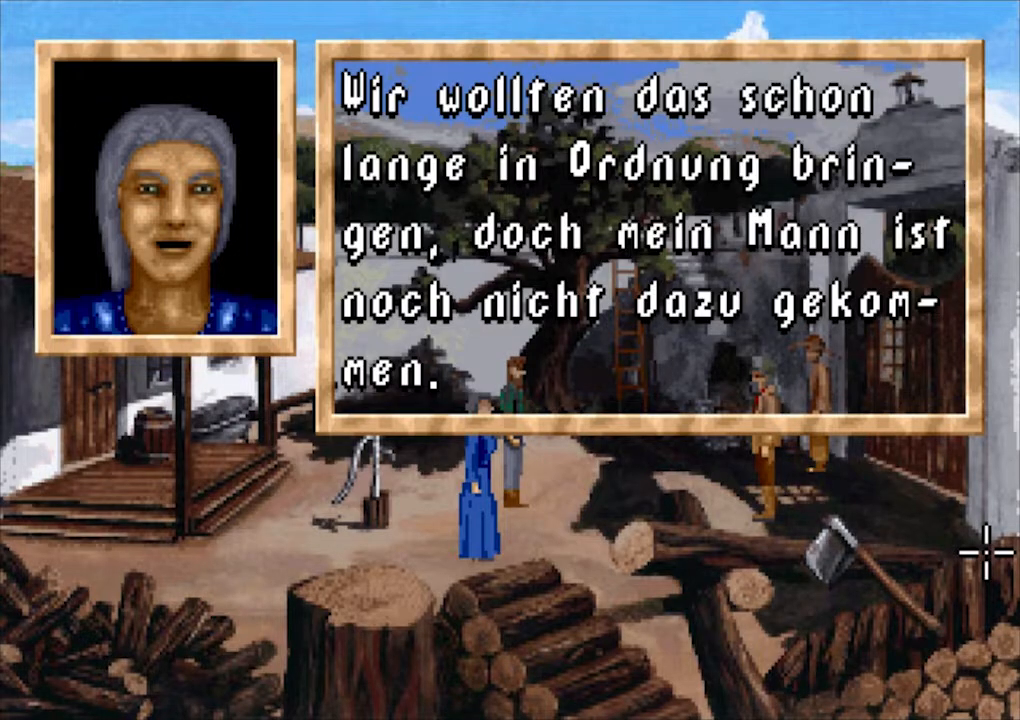 Wir wollten das schon
lange in Ordnung brin-
gen, doch mein Mann ist
noch nicht dazu gekom-
men.